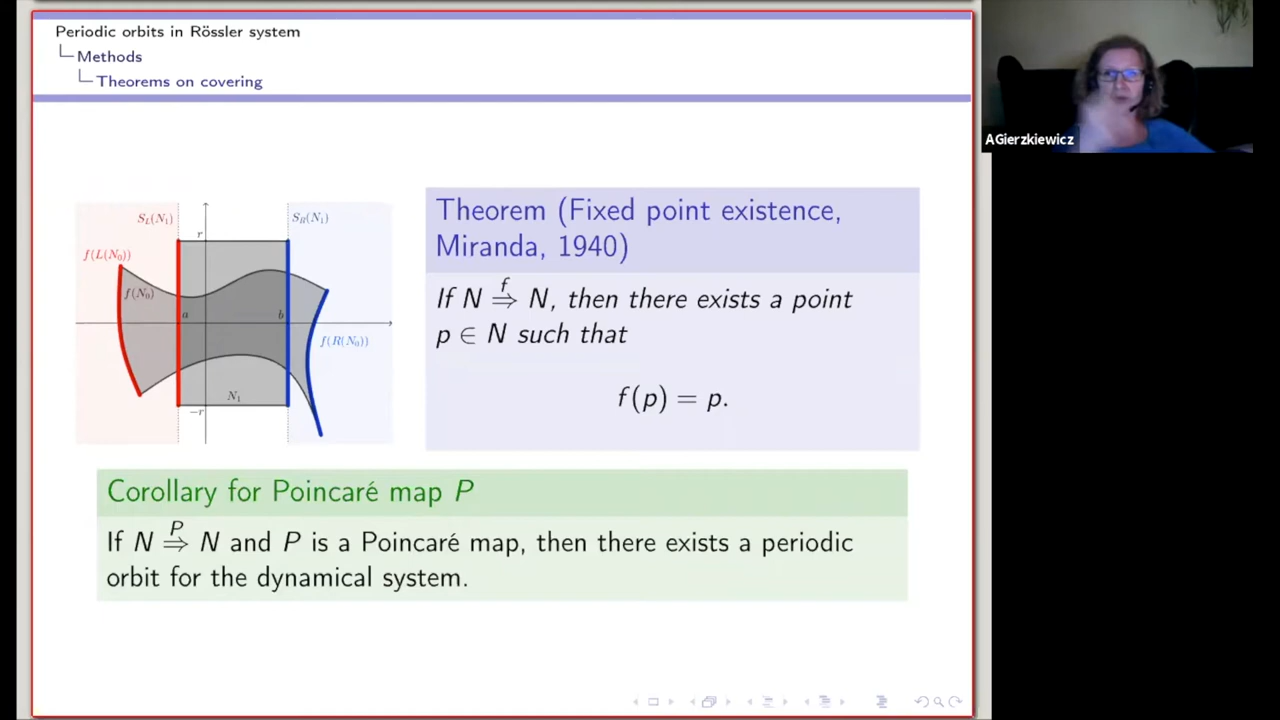 Periodic orbits in Rössler system
Methods
Theorems on covering
AGierzkiewicz
S_L(N_1)
S_R(N_1)
r
f(L(N_0))
f(N_0)
a
b
f(R(N_0))
N_1
−r
Theorem (Fixed point existence,
Miranda, 1940)
If N f⇒ N, then there exists a point
p ∈ N such that
f(p) = p.
Corollary for Poincaré map P
If N P⇒ N and P is a Poincaré map, then there exists a periodic
orbit for the dynamical system.